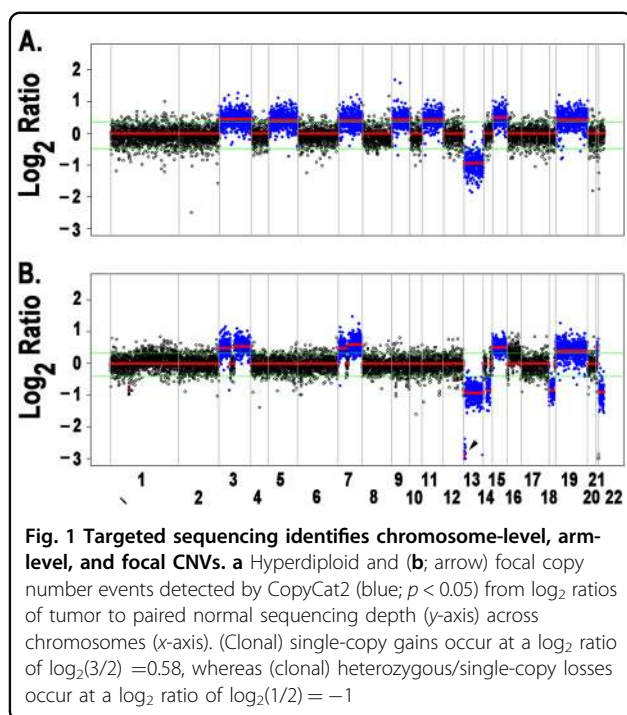 A.
Log2 Ratio
2
1
0
-1
-2
-3
B.
Log2 Ratio
2
1
0
-1
-2
-3
1 3 5 7 9 11 13 15 17 19 21
2 4 6 8 10 12 14 16 18 20 22
Fig. 1 Targeted sequencing identifies chromosome-level, arm-
level, and focal CNVs. a Hyperdiploid and (b; arrow) focal copy
number events detected by CopyCat2 (blue; p < 0.05) from log2 ratios
of tumor to paired normal sequencing depth (y-axis) across
chromosomes (x-axis). (Clonal) single-copy gains occur at a log2 ratio
of log2(3/2) =0.58, whereas (clonal) heterozygous/single-copy losses
occur at a log2 ratio of log2(1/2) = −1